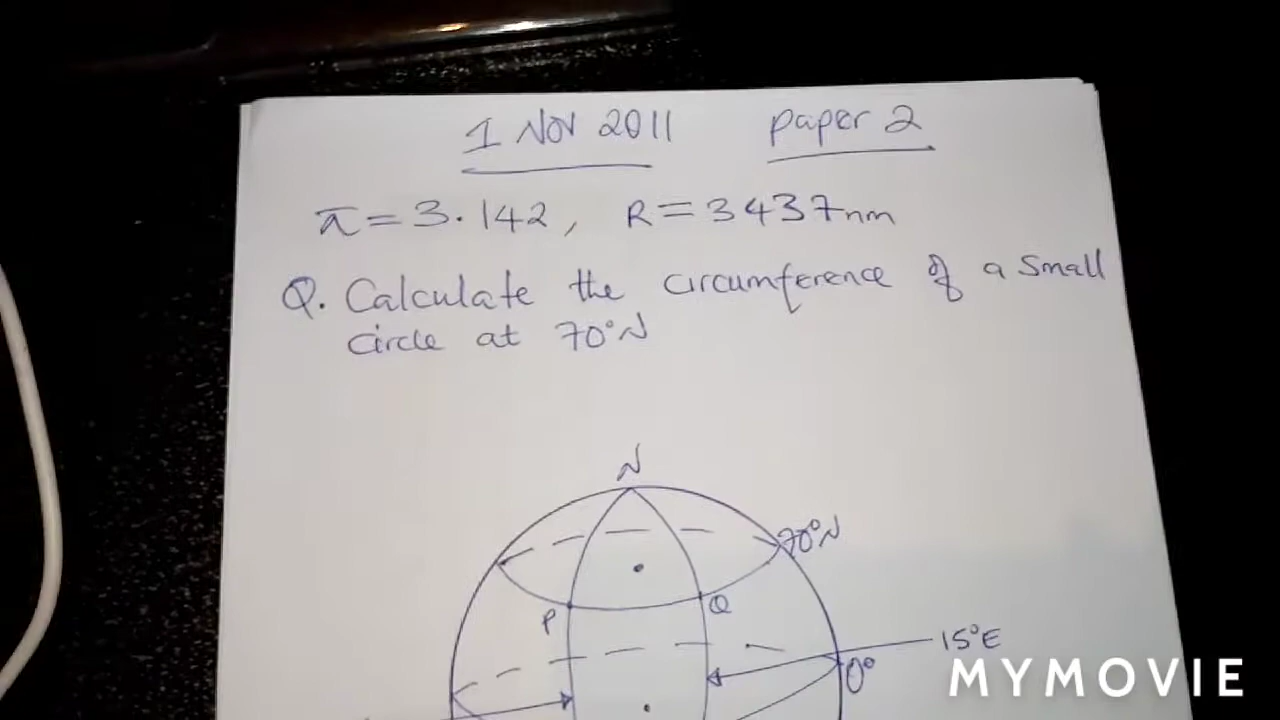 1 Nov 2011 paper 2
π = 3.142, R = 3437nm
Q. Calculate the circumference of a small
circle at 70°N
N
70°N
P Q
15°E
0°
MYMOVIE